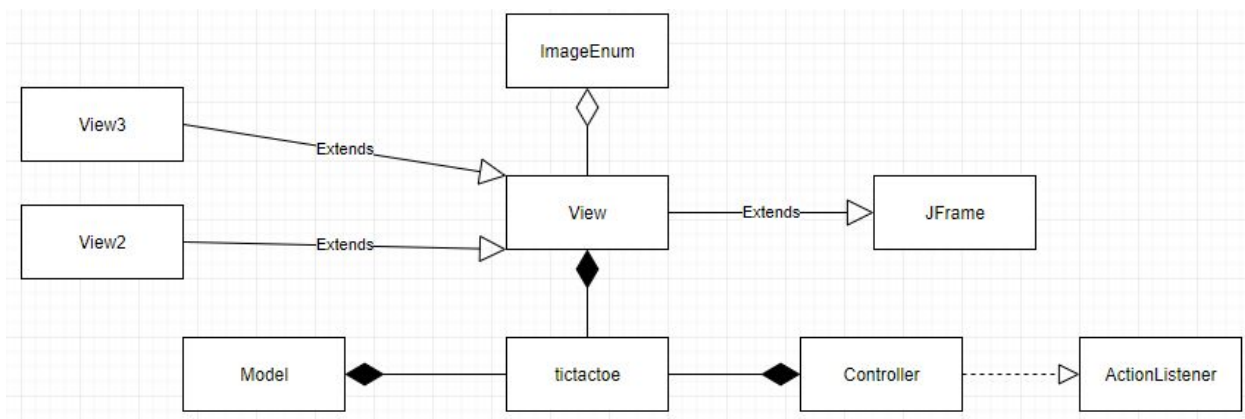 ImageEnum
View3
Extends
View
Extends
JFrame
View2
Extends
Model
tictactoe
Controller
ActionListener